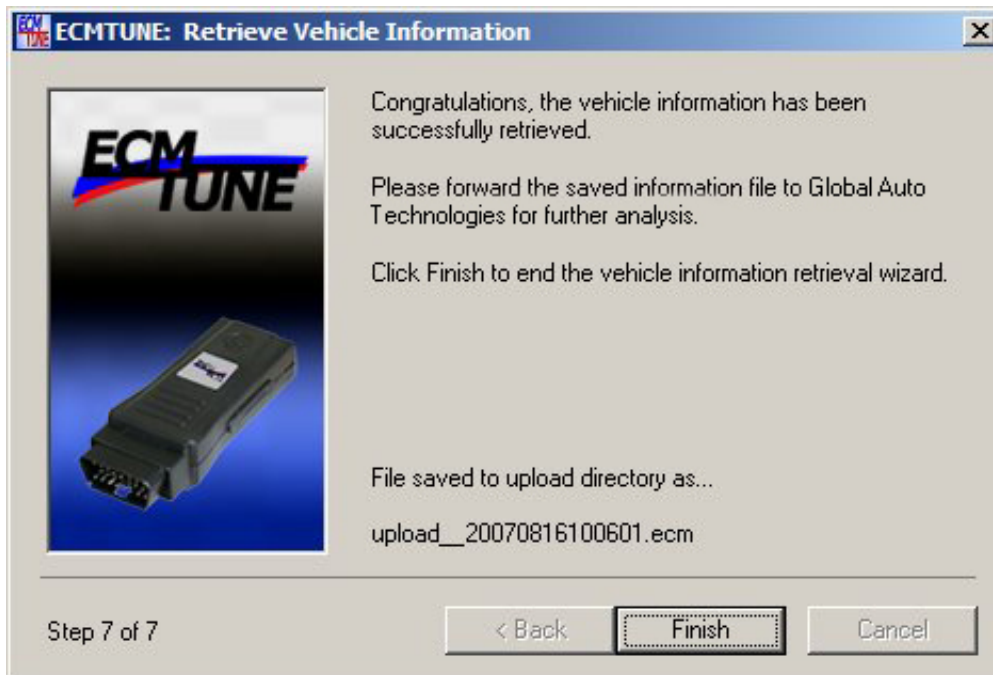 ECMTUNE: Retrieve Vehicle Information
ECM
TUNE
Congratulations, the vehicle information has been
successfully retrieved.
Please forward the saved information file to Global Auto
Technologies for further analysis.
Click Finish to end the vehicle information retrieval wizard.
File saved to upload directory as...
upload__20070816100601.ecm
Step 7 of 7
< Back
Finish
Cancel